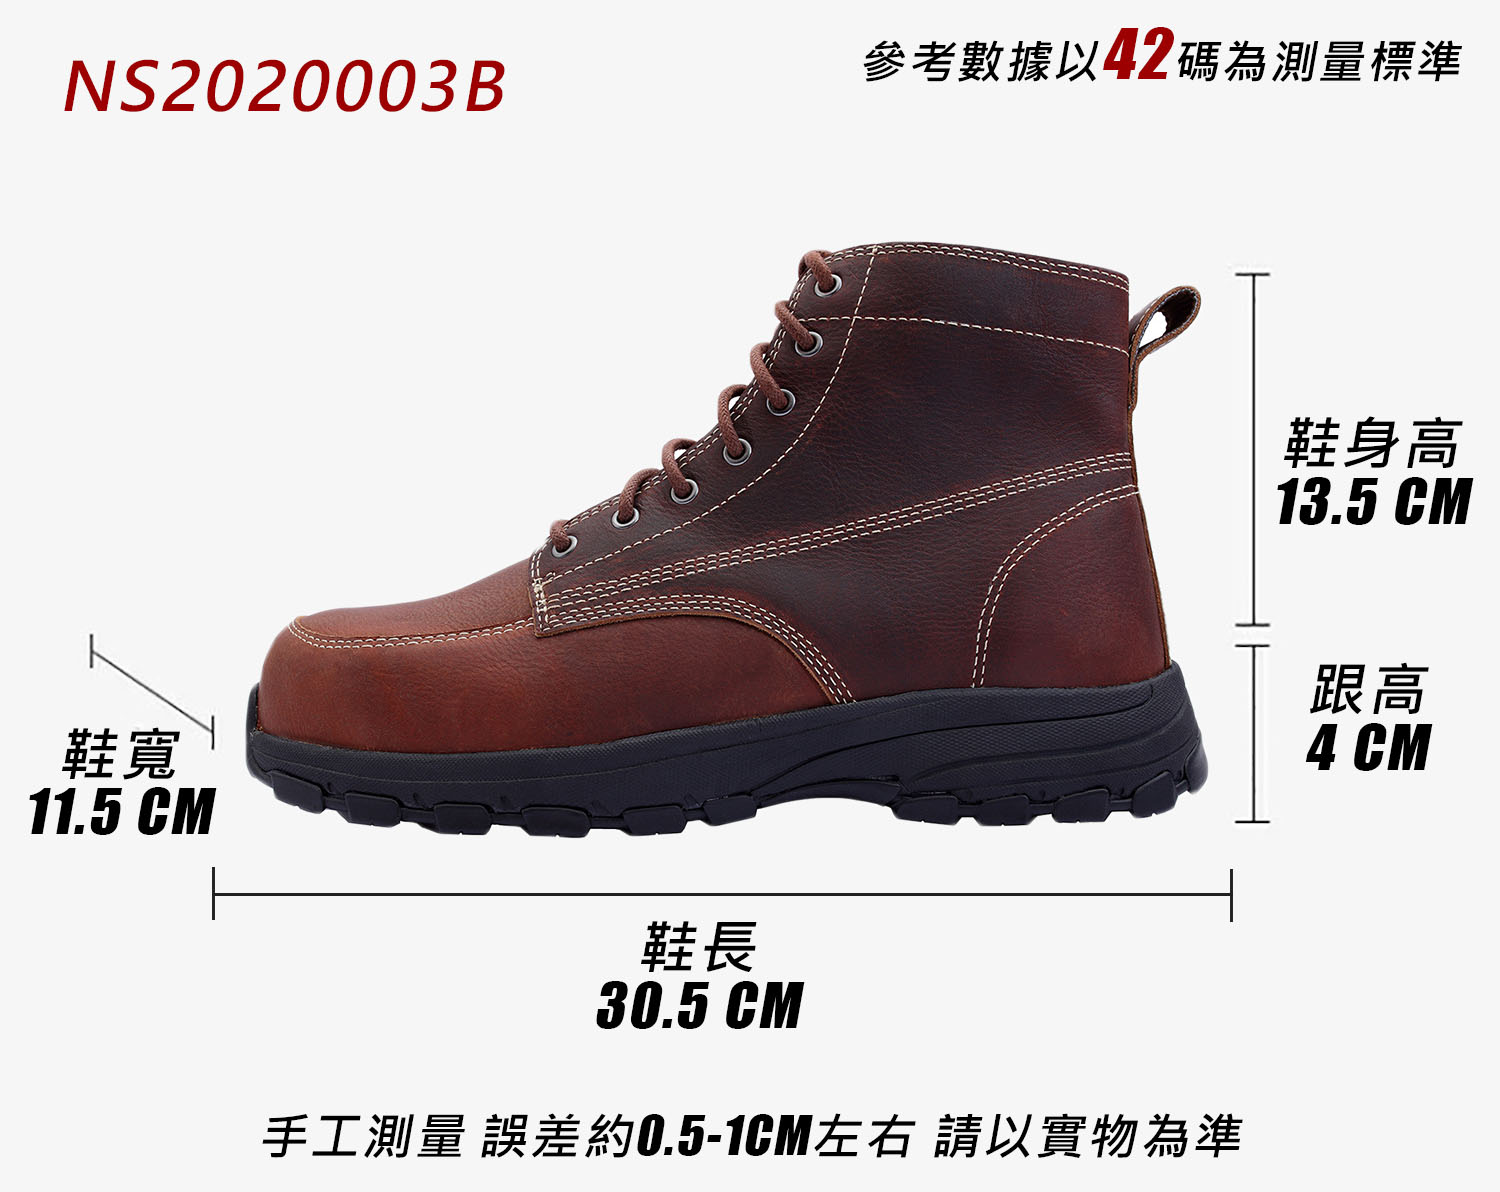 NS2020003B
參考數據以42碼為測量標準
鞋身高
13.5 CM
跟高
4 CM
鞋寬
11.5 CM
鞋長
30.5 CM
手工測量 誤差約0.5-1CM左右 請以實物為準